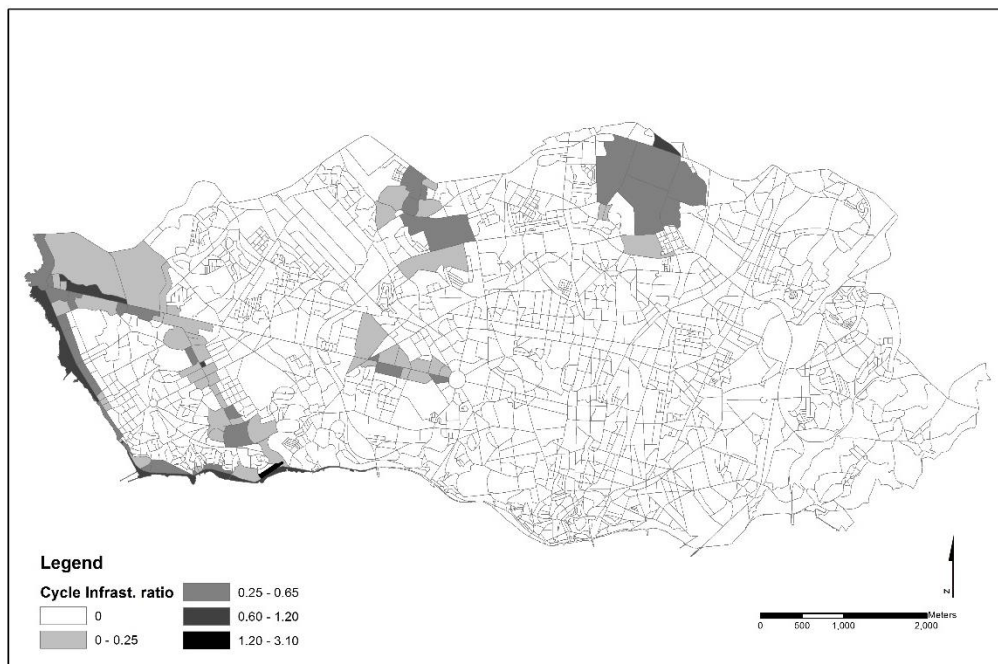 Legend
Cycle Infrast. ratio
0
0 - 0.25
0.25 - 0.65
0.60 - 1.20
1.20 - 3.10
N
Meters
0 500 1,000 2,000